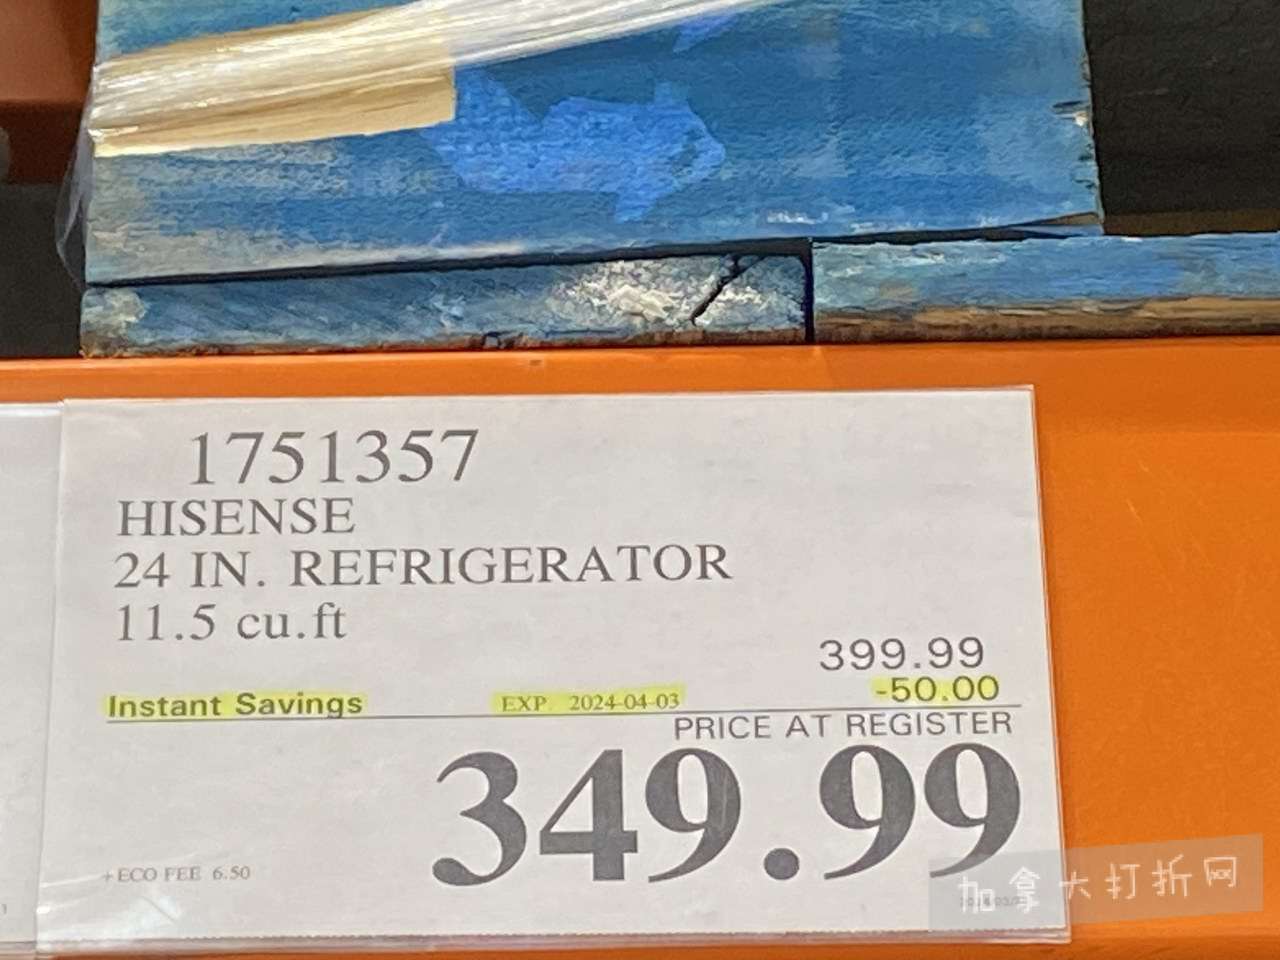 1751357
HISENSE
24 IN. REFRIGERATOR
11.5 cu.ft
399.99
Instant Savings EXP. 2024-04-03 -50.00
PRICE AT REGISTER
349.99
+ECO FEE 6.50
加拿大打折网